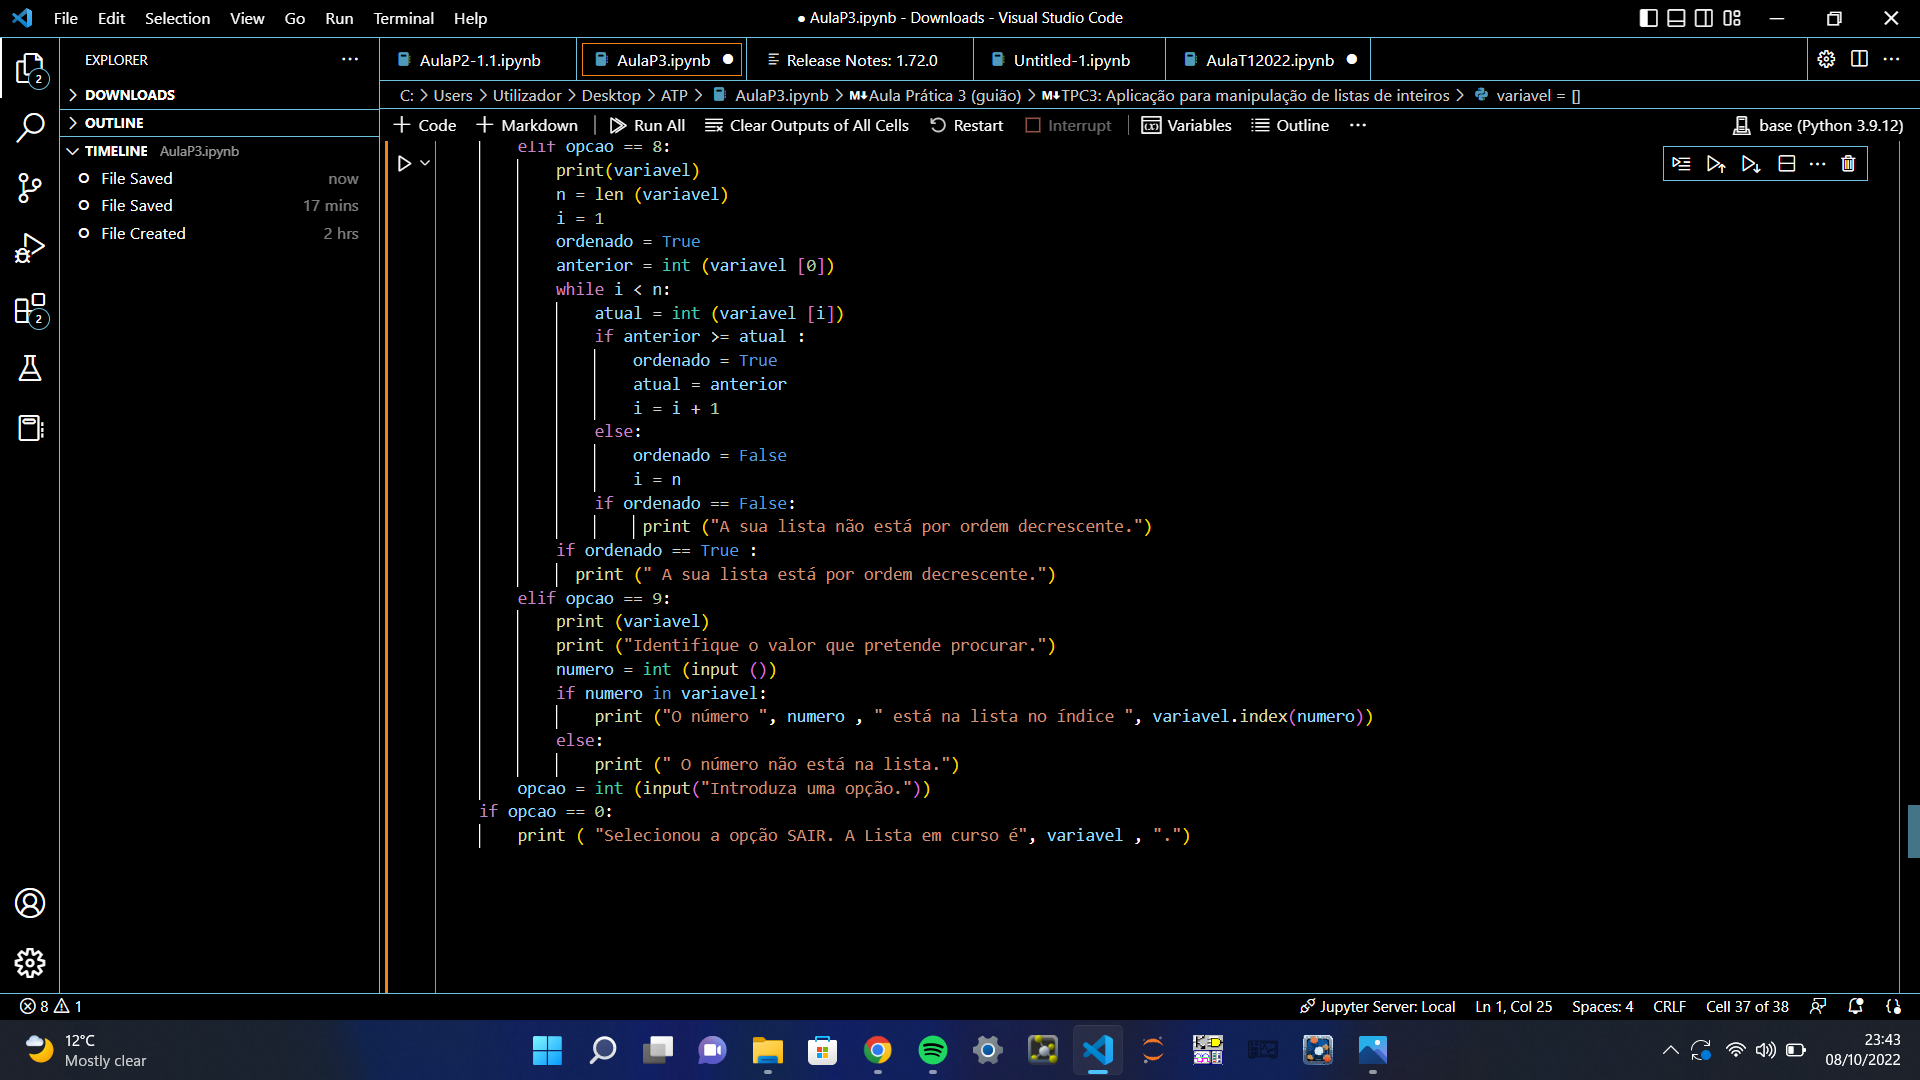 File Edit Selection View Go Run Terminal Help
● AulaP3.ipynb - Downloads - Visual Studio Code
EXPLORER
AulaP2-1.1.ipynb
AulaP3.ipynb
Release Notes: 1.72.0
Untitled-1.ipynb
AulaT12022.ipynb
DOWNLOADS
OUTLINE
TIMELINE AulaP3.ipynb
File Saved now
File Saved 17 mins
File Created 2 hrs
2
2
C: > Users > Utilizador > Desktop > ATP > AulaP3.ipynb > M↓Aula Prática 3 (guião) > M↓TPC3: Aplicação para manipulação de listas de inteiros > variavel = []
+ Code + Markdown | Run All Clear Outputs of All Cells Restart Interrupt | Variables Outline ···
base (Python 3.9.12)
elif opcao == 8:
print(variavel)
n = len (variavel)
i = 1
ordenado = True
anterior = int (variavel [0])
while i < n:
atual = int (variavel [i])
if anterior >= atual :
ordenado = True
atual = anterior
i = i + 1
else:
ordenado = False
i = n
if ordenado == False:
print ("A sua lista não está por ordem decrescente.")
if ordenado == True :
print (" A sua lista está por ordem decrescente.")
elif opcao == 9:
print (variavel)
print ("Identifique o valor que pretende procurar.")
numero = int (input ())
if numero in variavel:
print ("O número ", numero , " está na lista no índice ", variavel.index(numero))
else:
print (" O número não está na lista.")
opcao = int (input("Introduza uma opção."))
if opcao == 0:
print ( "Selecionou a opção SAIR. A Lista em curso é", variavel , ".")
8 1
Jupyter Server: Local
Ln 1, Col 25
Spaces: 4
CRLF
Cell 37 of 38
12°C
Mostly clear
23:43
08/10/2022